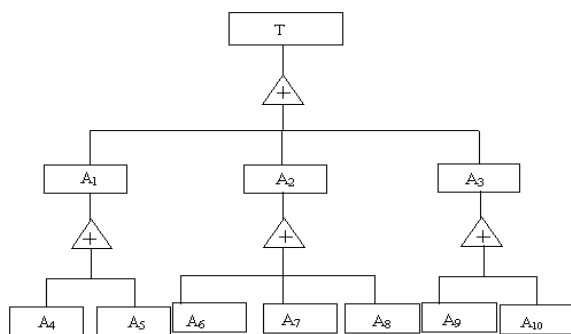 T
+
A₁ A₂ A₃
+ + +
A₄ A₅ A₆ A₇ A₈ A₉ A₁₀